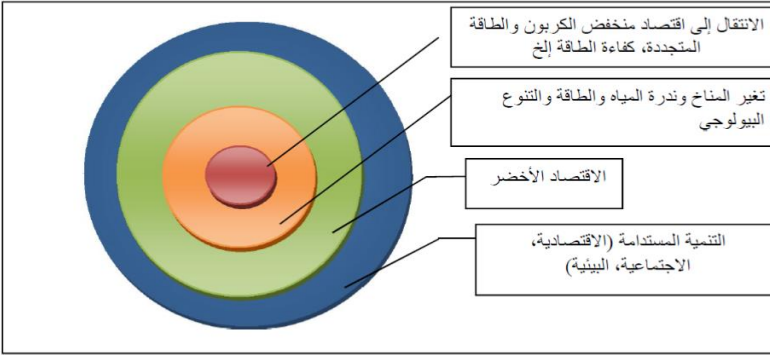 الانتقال إلى اقتصاد منخفض الكربون والطاقة
المتجددة، كفاءة الطاقة إلخ
تغير المناخ وندرة المياه والطاقة والتنوع
البيولوجي
الاقتصاد الأخضر
التنمية المستدامة (الاقتصادية،
الاجتماعية، البيئية)